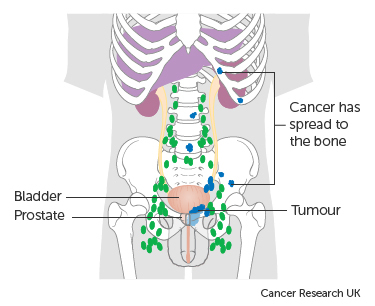 Cancer has
spread to
the bone
Bladder
Prostate
Tumour
Cancer Research UK